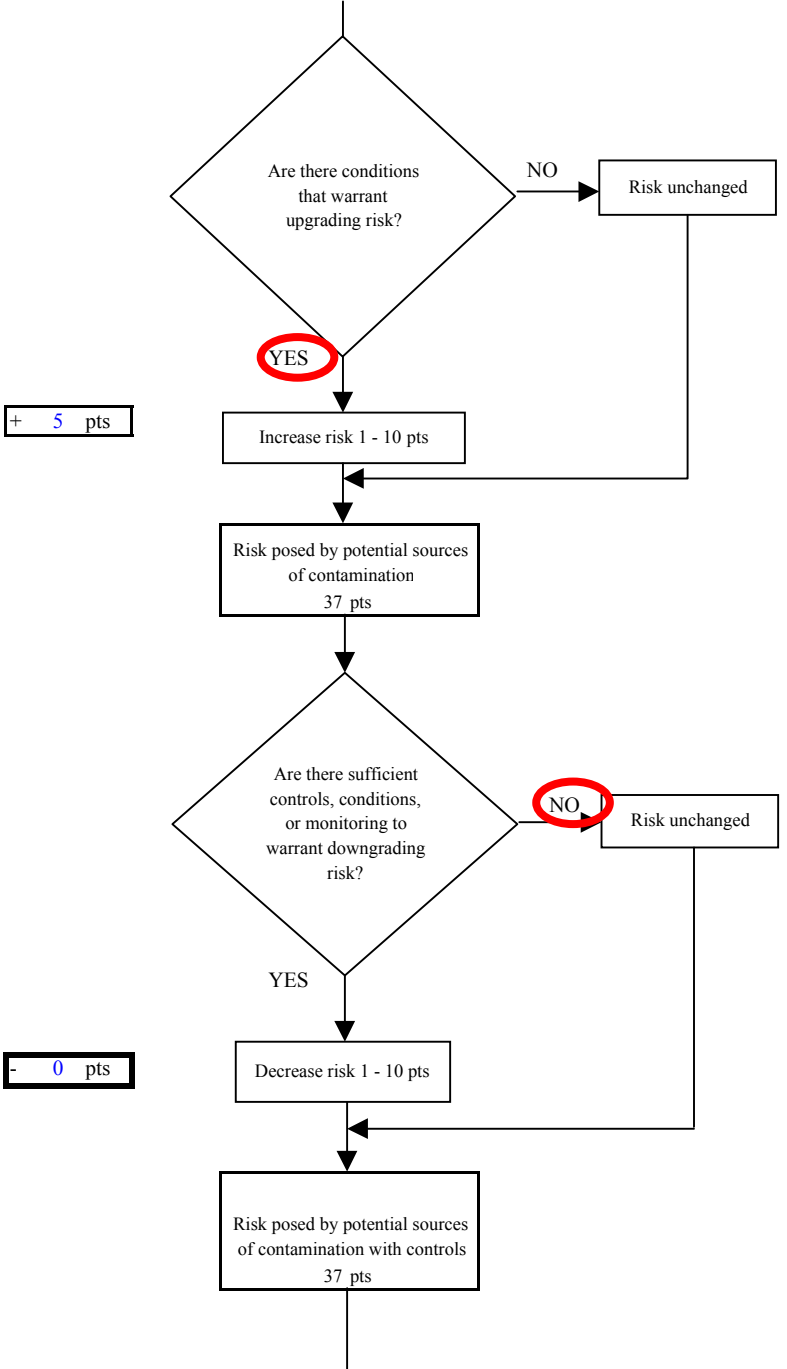 Are there conditions
that warrant
upgrading risk?
NO
Risk unchanged
YES
+ 5 pts
Increase risk 1 - 10 pts
Risk posed by potential sources
of contamination
37 pts
Are there sufficient
controls, conditions,
or monitoring to
warrant downgrading
risk?
NO
Risk unchanged
YES
- 0 pts
Decrease risk 1 - 10 pts
Risk posed by potential sources
of contamination with controls
37 pts